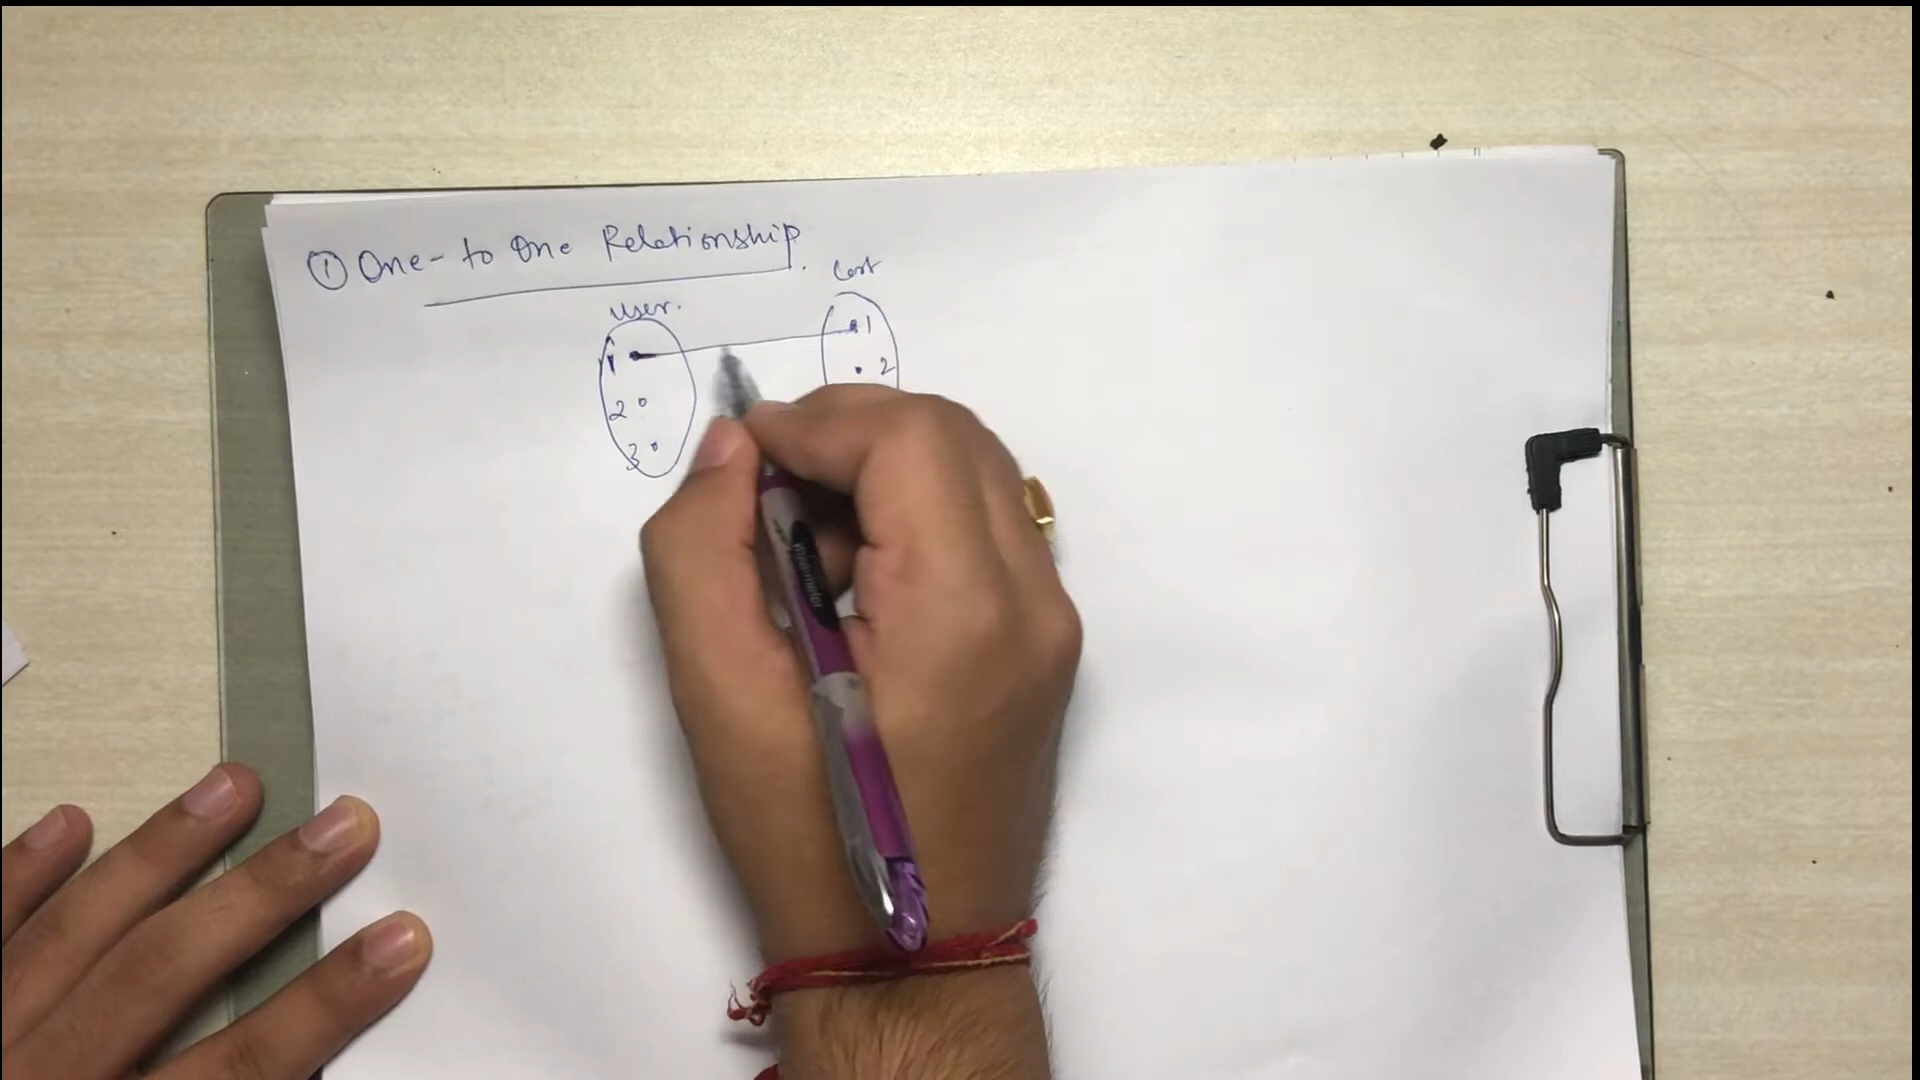 ① One-to One Relationship.
User.
Cart
1
2
3
1
2